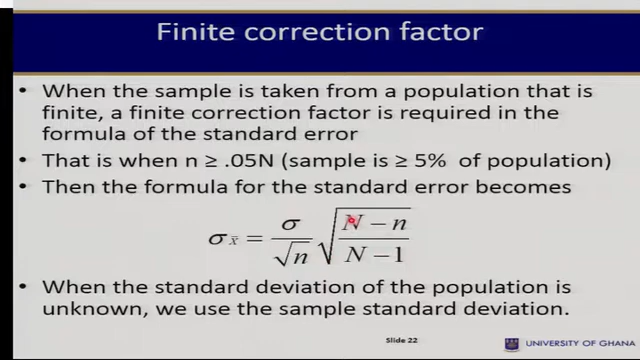 Finite correction factor
• When the sample is taken from a population that is
finite, a finite correction factor is required in the
formula of the standard error
• That is when n ≥ .05N (sample is ≥ 5% of population)
• Then the formula for the standard error becomes
σx̄ = σ/√n √((N − n)/(N − 1))
• When the standard deviation of the population is
unknown, we use the sample standard deviation.
Slide 22
UNIVERSITY OF GHANA